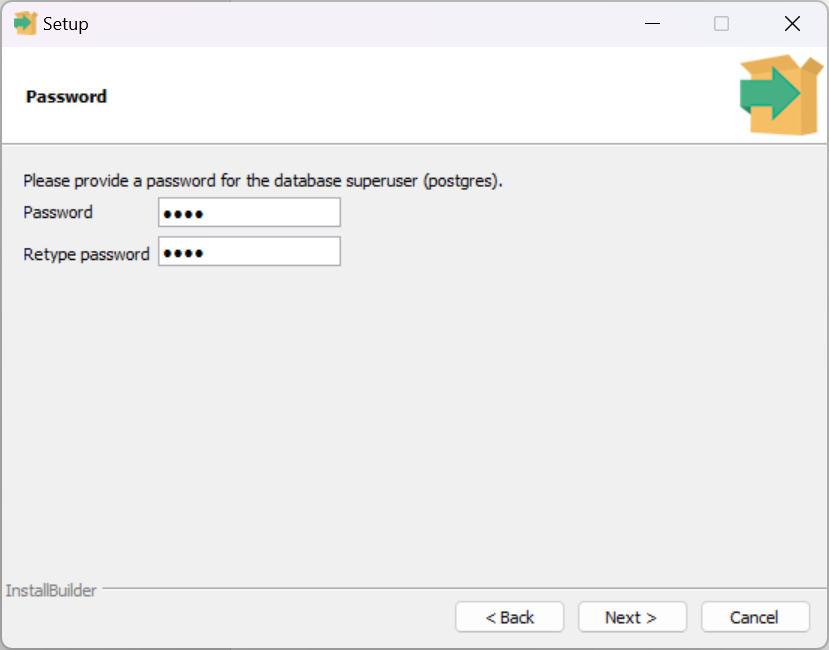 Setup
Password
Please provide a password for the database superuser (postgres).
Password ••••
Retype password ••••
InstallBuilder
< Back Next > Cancel